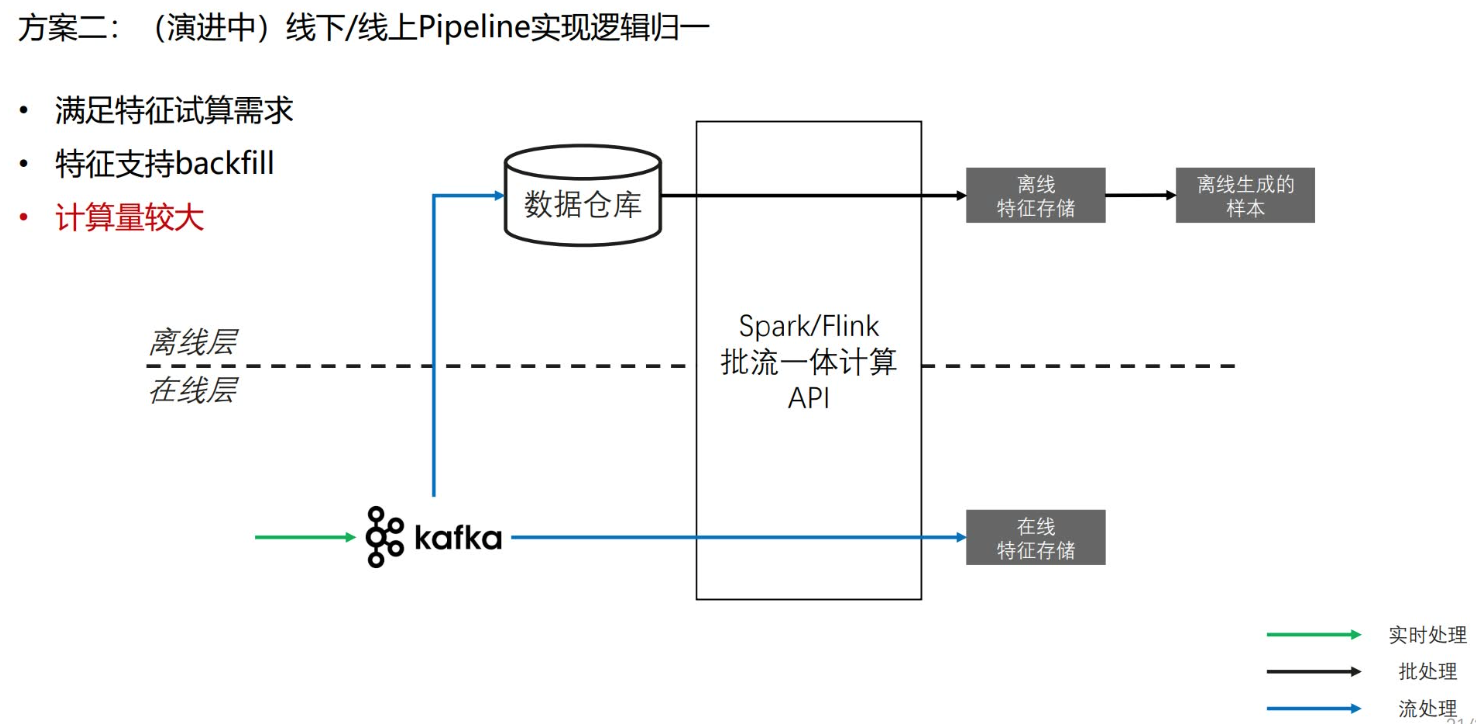 方案二：（演进中）线下/线上Pipeline实现逻辑归一
• 满足特征试算需求
• 特征支持backfill
• 计算量较大
数据仓库
离线
特征存储
离线生成的
样本
离线层
在线层
Spark/Flink
批流一体计算
API
kafka
在线
特征存储
实时处理
批处理
流处理